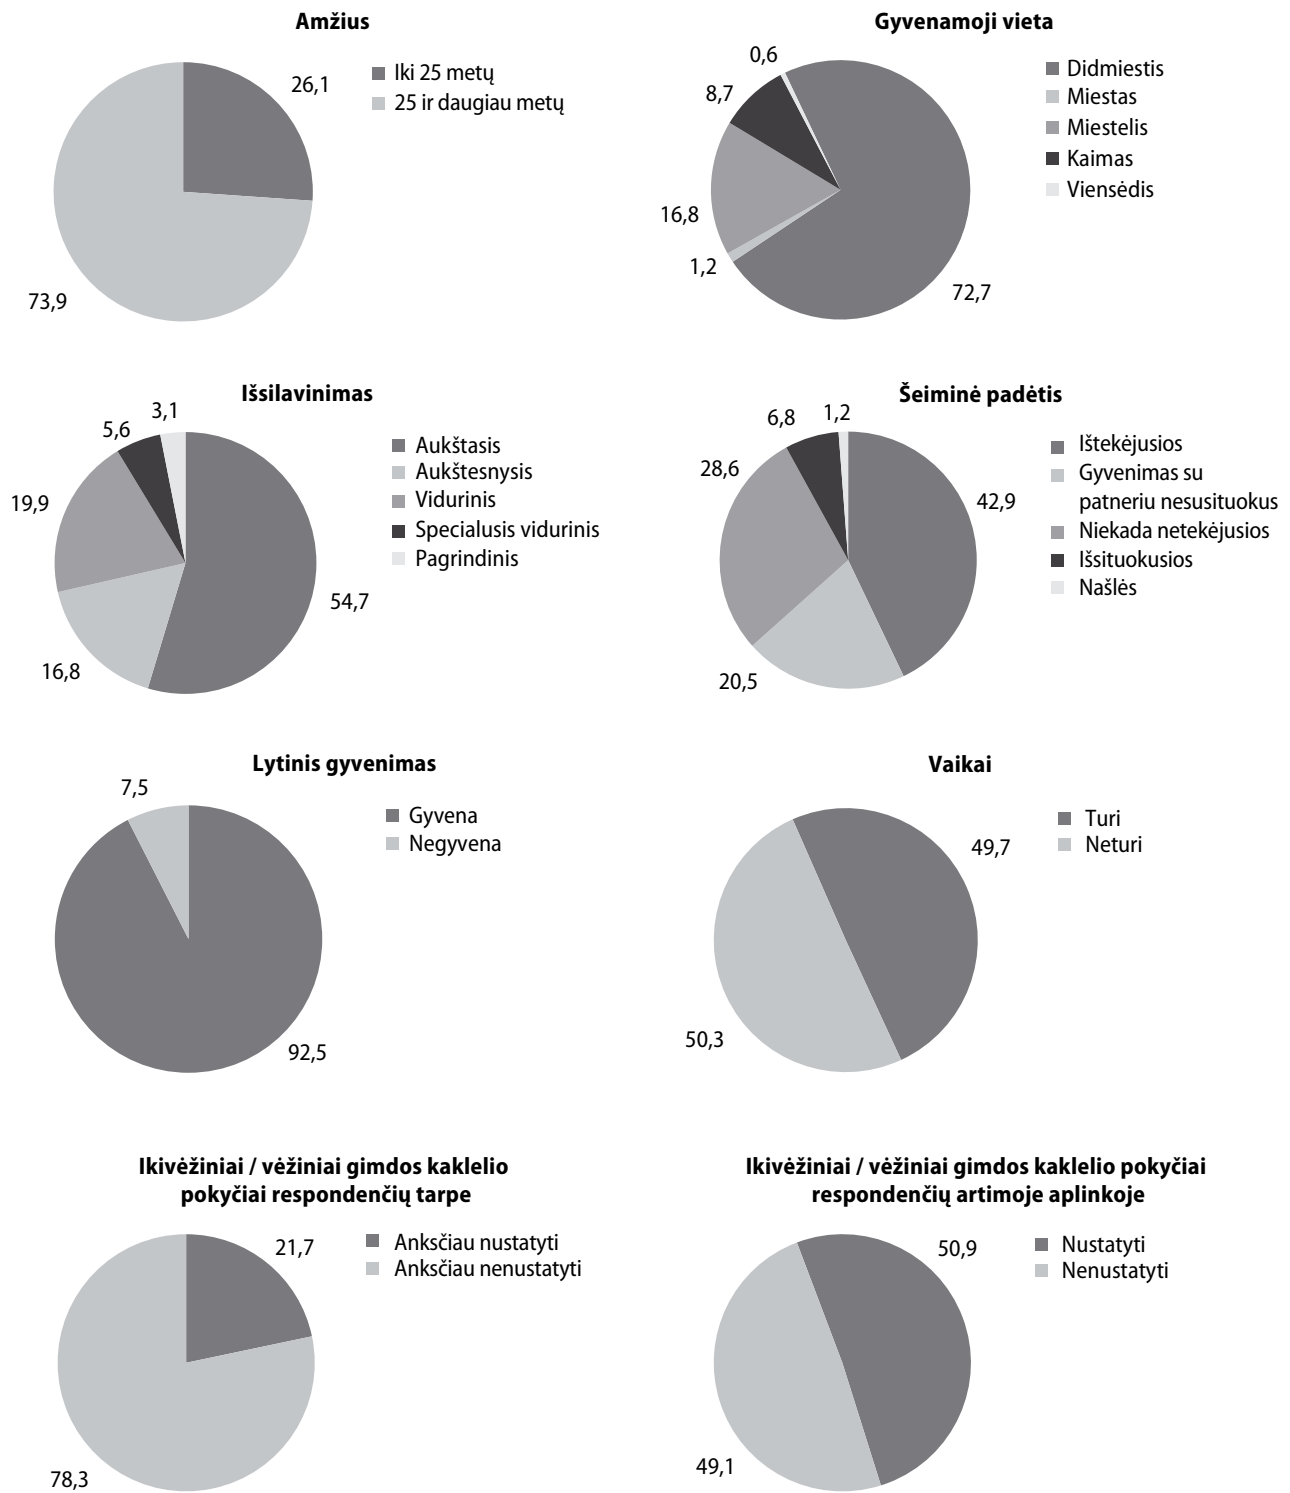 Amžius
26,1
73,9
Iki 25 metų
25 ir daugiau metų
Gyvenamoji vieta
0,6
8,7
16,8
1,2
72,7
Didmiestis
Miestas
Miestelis
Kaimas
Viensėdis
Išsilavinimas
3,1
5,6
19,9
16,8
54,7
Aukštasis
Aukštesnysis
Vidurinis
Specialusis vidurinis
Pagrindinis
Šeiminė padėtis
1,2
6,8
28,6
20,5
42,9
Ištekėjusios
Gyvenimas su
patneriu nesusituokus
Niekada netekėjusios
Išsituokusios
Našlės
Lytinis gyvenimas
7,5
92,5
Gyvena
Negyvena
Vaikai
49,7
50,3
Turi
Neturi
Ikivėžiniai / vėžiniai gimdos kaklelio
pokyčiai respondenčių tarpe
21,7
78,3
Anksčiau nustatyti
Anksčiau nenustatyti
Ikivėžiniai / vėžiniai gimdos kaklelio pokyčiai
respondenčių artimoje aplinkoje
50,9
49,1
Nustatyti
Nenustatyti